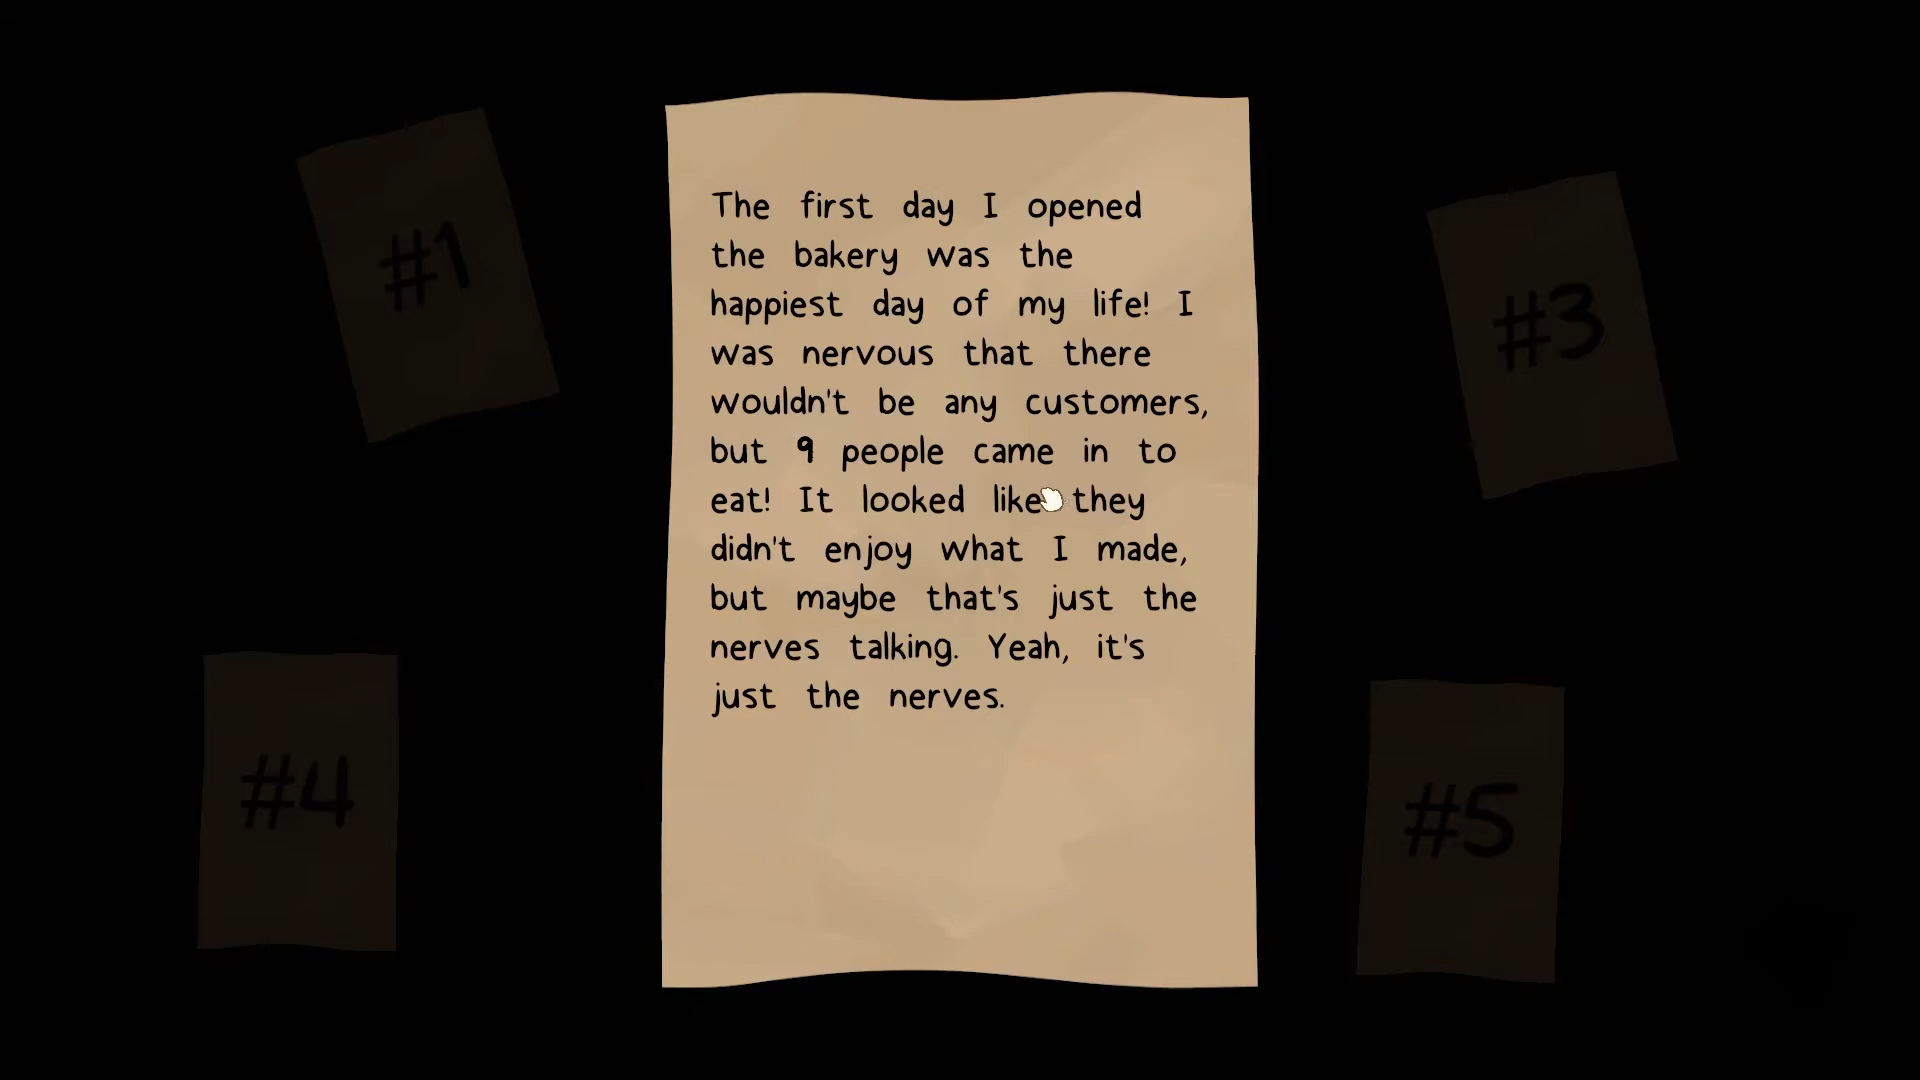 #1
The first day I opened
the bakery was the
happiest day of my life! I
was nervous that there
wouldn't be any customers,
but 9 people came in to
eat! It looked like they
didn't enjoy what I made,
but maybe that's just the
nerves talking. Yeah, it's
just the nerves.
#3
#4
#5